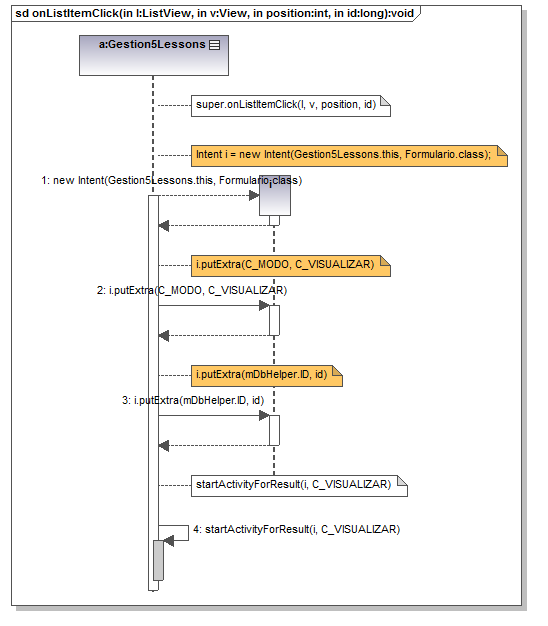 sd onListItemClick(in l:ListView, in v:View, in position:int, in id:long):void
a:Gestion5Lessons
super.onListItemClick(l, v, position, id)
Intent i = new Intent(Gestion5Lessons.this, Formulario.class);
1: new Intent(Gestion5Lessons.this, Formulario.class)
i
i.putExtra(C_MODO, C_VISUALIZAR)
2: i.putExtra(C_MODO, C_VISUALIZAR)
i.putExtra(mDbHelper.ID, id)
3: i.putExtra(mDbHelper.ID, id)
startActivityForResult(i, C_VISUALIZAR)
4: startActivityForResult(i, C_VISUALIZAR)